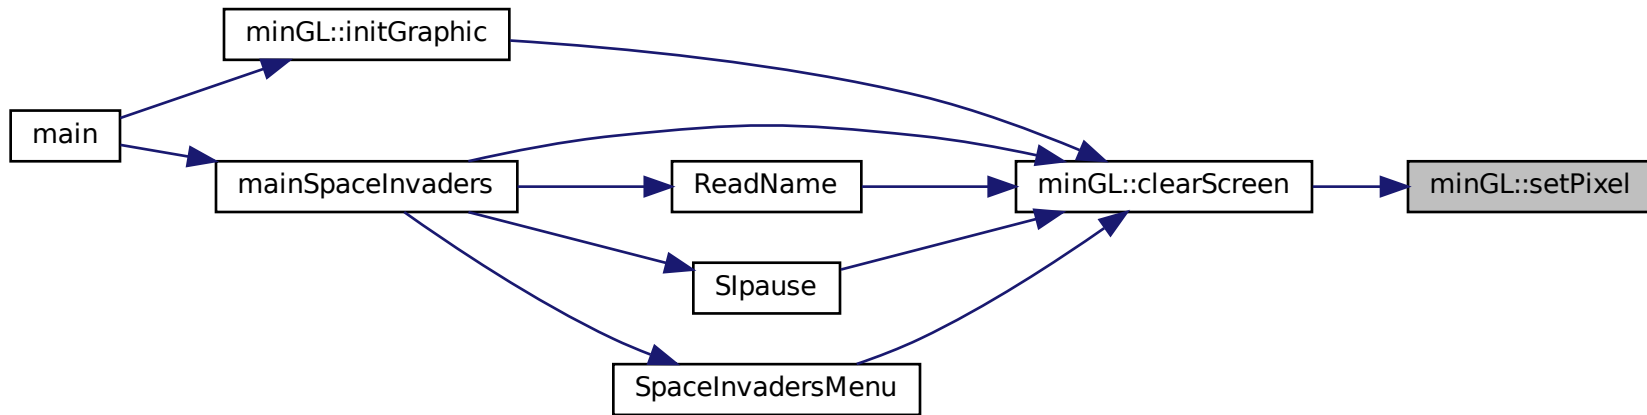 minGL::initGraphic
main
mainSpaceInvaders
ReadName
minGL::clearScreen
minGL::setPixel
SIpause
SpaceInvadersMenu